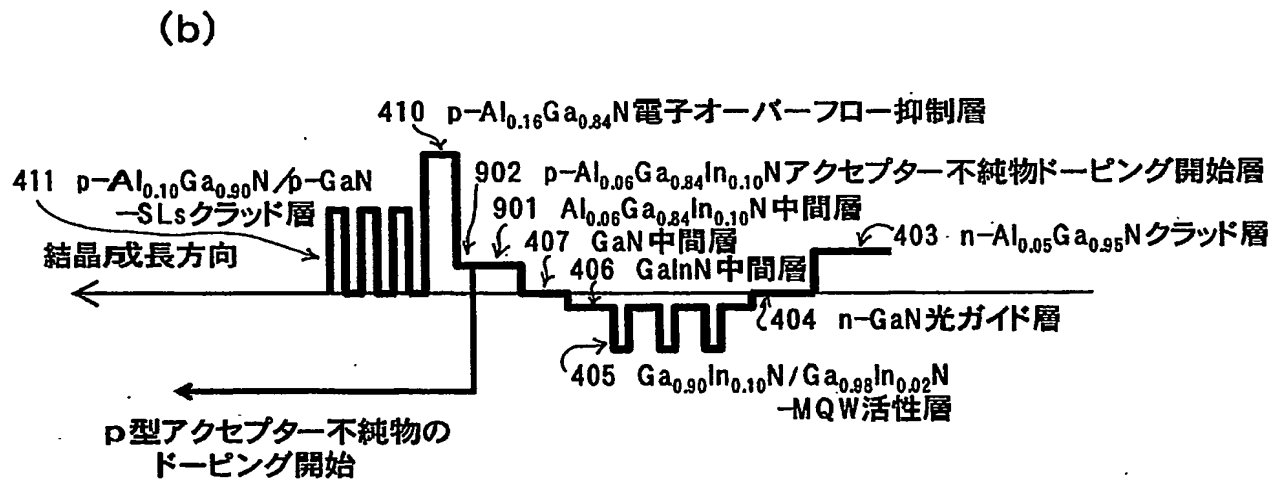 (b)
410 p-Al0.16Ga0.84N電子オーバーフロー抑制層
411 p-Al0.10Ga0.90N/p-GaN
-SLsクラッド層
結晶成長方向
902 p-Al0.06Ga0.84In0.10Nアクセプター不純物ドーピング開始層
901 Al0.06Ga0.84In0.10N中間層
407 GaN中間層
406 GaInN中間層
403 n-Al0.05Ga0.95Nクラッド層
404 n-GaN光ガイド層
405 Ga0.90In0.10N/Ga0.98In0.02N
-MQW活性層
p型アクセプター不純物の
ドーピング開始